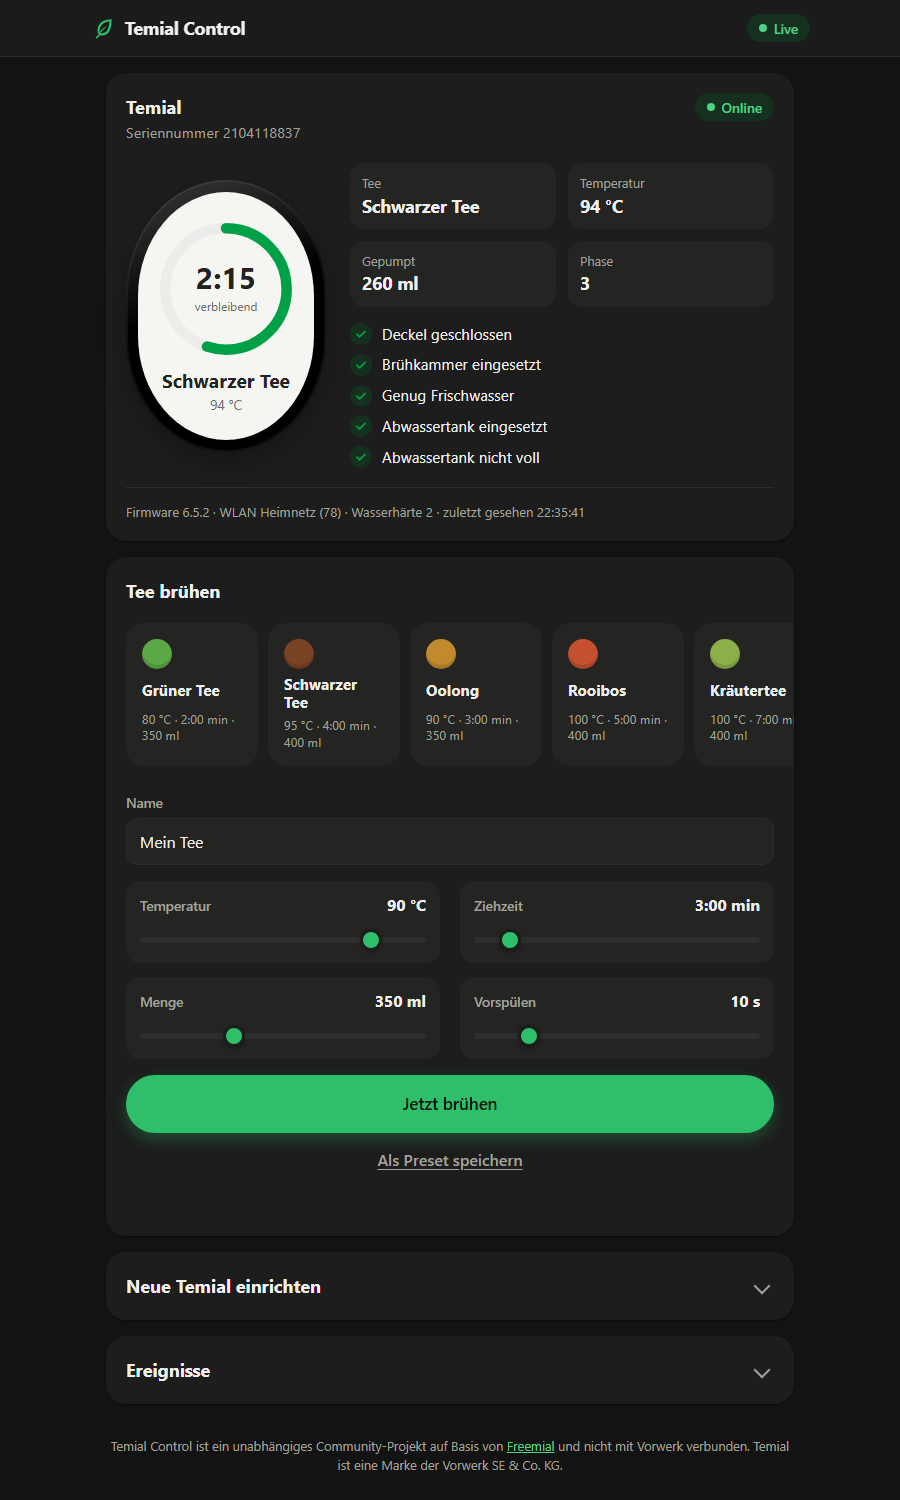 Temial Control
Live
Temial
Online
Seriennummer 2104118837
2:15
verbleibend
Schwarzer Tee
94 °C
Tee
Schwarzer Tee
Temperatur
94 °C
Gepumpt
260 ml
Phase
3
Deckel geschlossen
Brühkammer eingesetzt
Genug Frischwasser
Abwassertank eingesetzt
Abwassertank nicht voll
Firmware 6.5.2 · WLAN Heimnetz (78) · Wasserhärte 2 · zuletzt gesehen 22:35:41
Tee brühen
Grüner Tee
80 °C · 2:00 min ·
350 ml
Schwarzer
Tee
95 °C · 4:00 min ·
400 ml
Oolong
90 °C · 3:00 min ·
350 ml
Rooibos
100 °C · 5:00 min ·
400 ml
Kräutertee
100 °C · 7:00 m
400 ml
Name
Mein Tee
Temperatur
90 °C
Ziehzeit
3:00 min
Menge
350 ml
Vorspülen
10 s
Jetzt brühen
Als Preset speichern
Neue Temial einrichten
Ereignisse
Temial Control ist ein unabhängiges Community-Projekt auf Basis von Freemial und nicht mit Vorwerk verbunden. Temial
ist eine Marke der Vorwerk SE & Co. KG.